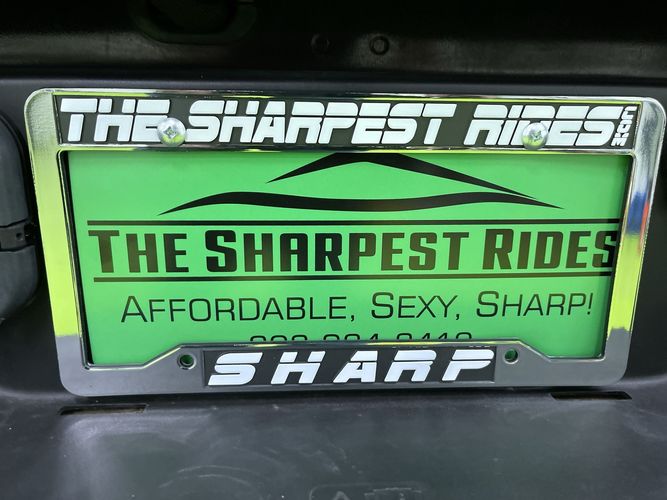 THE SHARPEST RIDES.COM
THE SHARPEST RIDES
AFFORDABLE, SEXY, SHARP!
SHARP